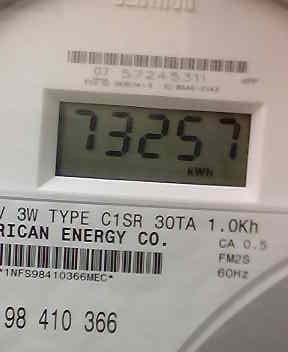 07 57245311
73257
kWh
V 3W TYPE C1SR 30TA 1.0Kh
RICAN ENERGY CO.
CA 0.5
FM2S
60Hz
*1NFS98410366MEC*
98 410 366